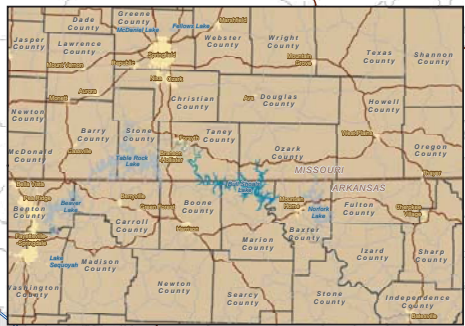 Greene
County
Dade
County
McDaniel Lake
Fellows Lake
Marshfield
Jasper
County
Lawrence
County
Webster
County
Wright
County
Texas
County
Shannon
County
Springfield
Mount Vernon
Republic
Mountain
Grove
Nixa
Ozark
Aurora
Monett
Christian
County
Ava
Douglas
County
Howell
County
Newton
County
Barry
County
Stone
County
Taney
County
Forsyth
West Plains
McDonald
County
Cassville
Table Rock
Lake
Branson
Hollister
Ozark
County
Oregon
County
MISSOURI
ARKANSAS
Bull Shoals
Lake
Bella Vista
Pea Ridge
Benton
County
Beaver
Lake
Berryville
Green Forest
Boone
County
Mountain
Home
Norfork
Lake
Fulton
County
Cherokee
Village
Carroll
County
Harrison
Baxter
County
Marion
County
Fayetteville
Springdale
Lake
Sequoyah
Madison
County
Izard
County
Sharp
County
Washington
County
Newton
County
Searcy
County
Stone
County
Independence
County
Batesville